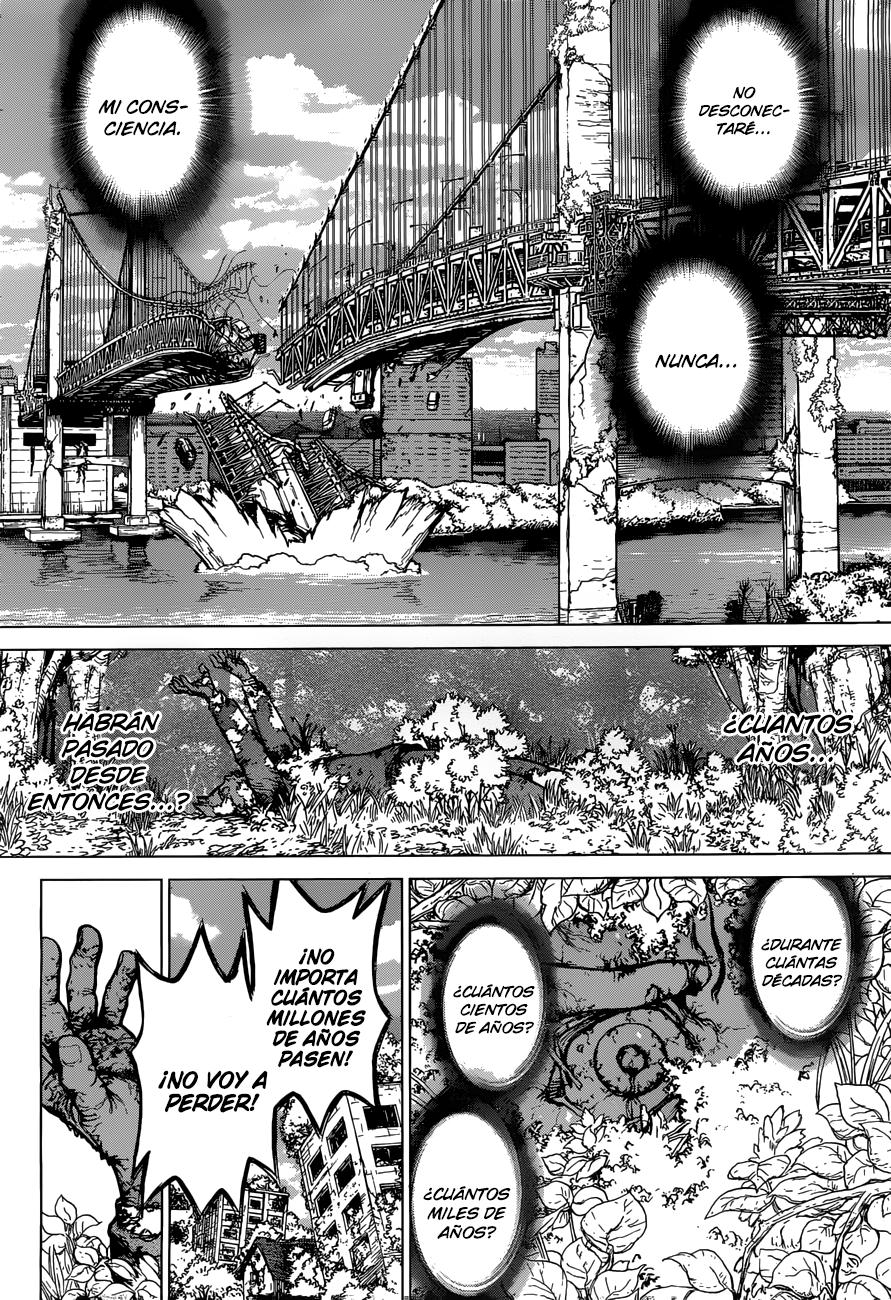 NO
DESCONEC-
TARÉ...
NUNCA...
MI CONS-
CIENCIA.
¿CUANTOS
AÑOS...
HABRÁN
PASADO
DESDE
ENTONCES...?
¿DURANTE
CUÁNTAS
DÉCADAS?
¿CUÁNTOS
CIENTOS
DE AÑOS?
¿CUÁNTOS
MILES DE
AÑOS?
¡NO
IMPORTA
CUÁNTOS
MILLONES
DE AÑOS
PASEN!
¡NO VOY A
PERDER!